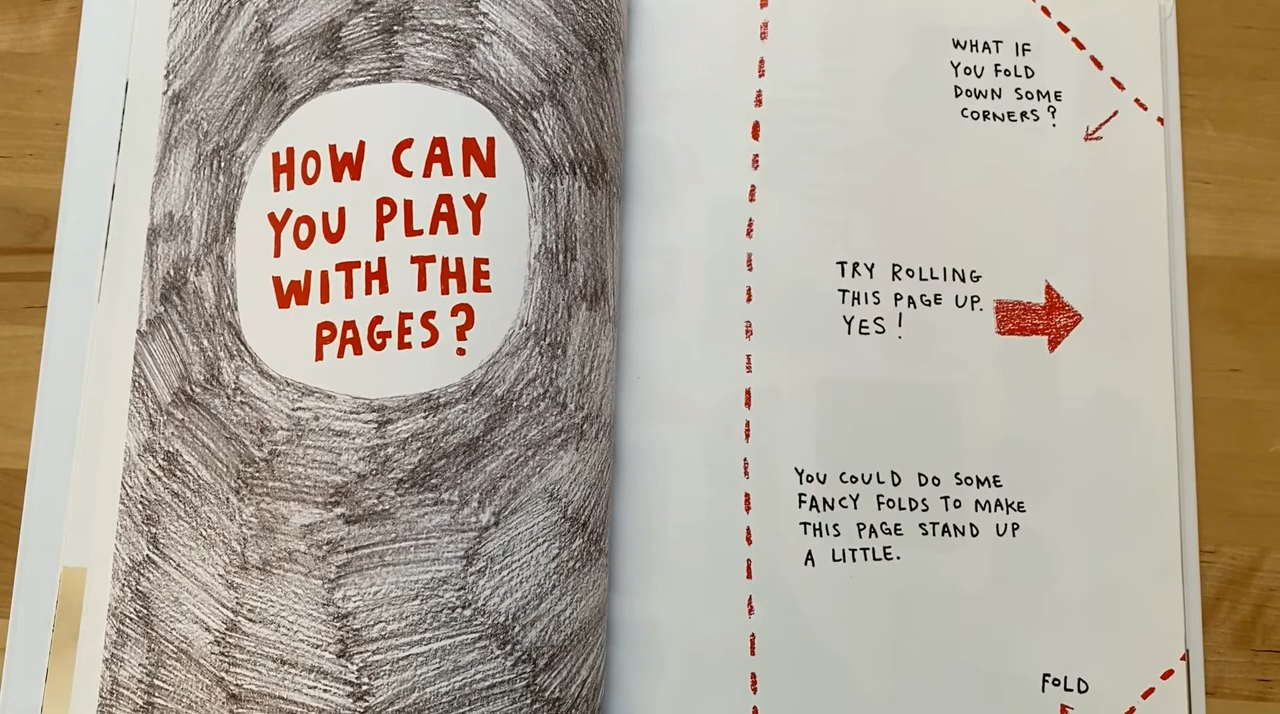 HOW CAN
YOU PLAY
WITH THE
PAGES?
WHAT IF
YOU FOLD
DOWN SOME
CORNERS?
TRY ROLLING
THIS PAGE UP.
YES!
YOU COULD DO SOME
FANCY FOLDS TO MAKE
THIS PAGE STAND UP
A LITTLE.
FOLD